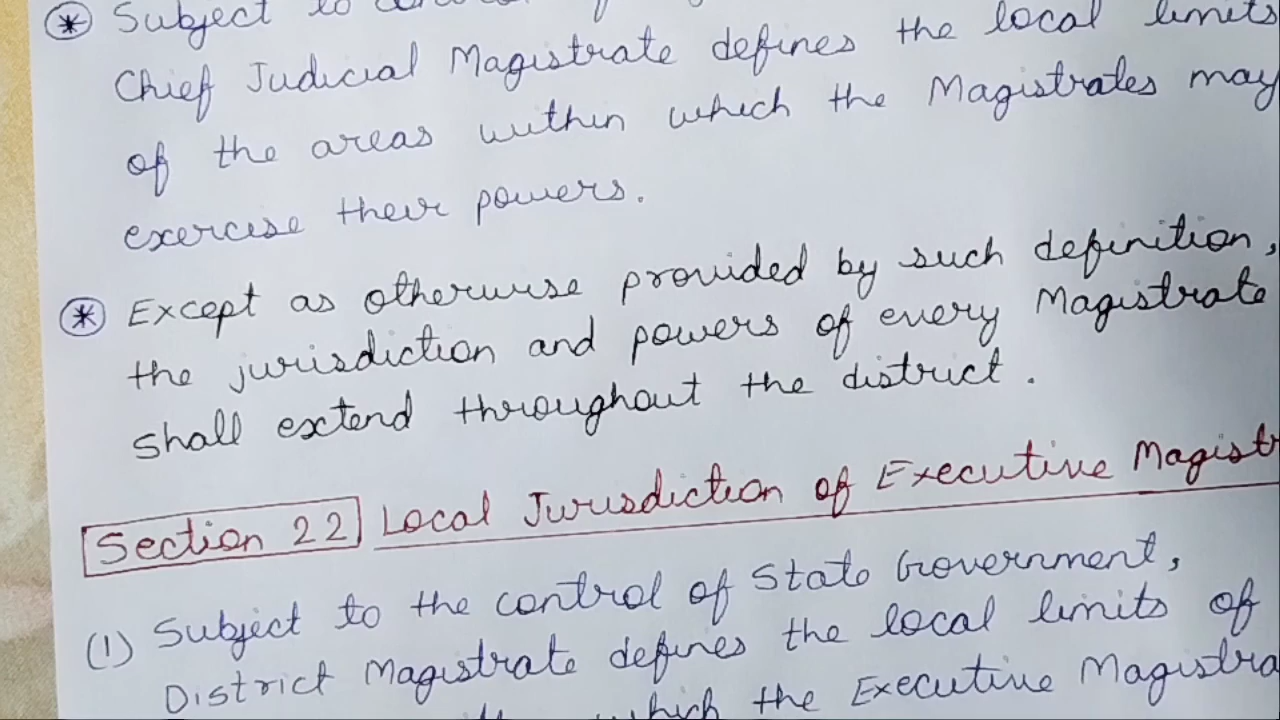 * Subject to
Chief Judicial Magistrate defines the local limits
of the areas within which the Magistrates may
exercise their powers.
* Except as otherwise provided by such definition,
the jurisdiction and powers of every Magistrate
shall extend throughout the district.
Section 22 Local Jurisdiction of Executive Magistr
(1) Subject to the control of State Government,
District Magistrate defines the local limits of
which the Executive Magistra